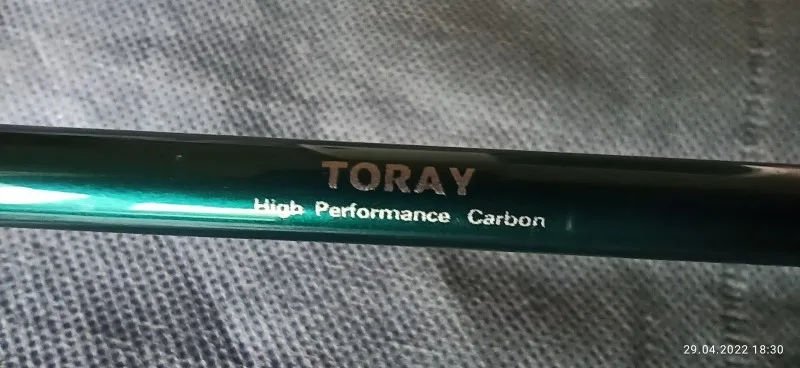 TORAY
High Performance Carbon
29.04.2022 18:30